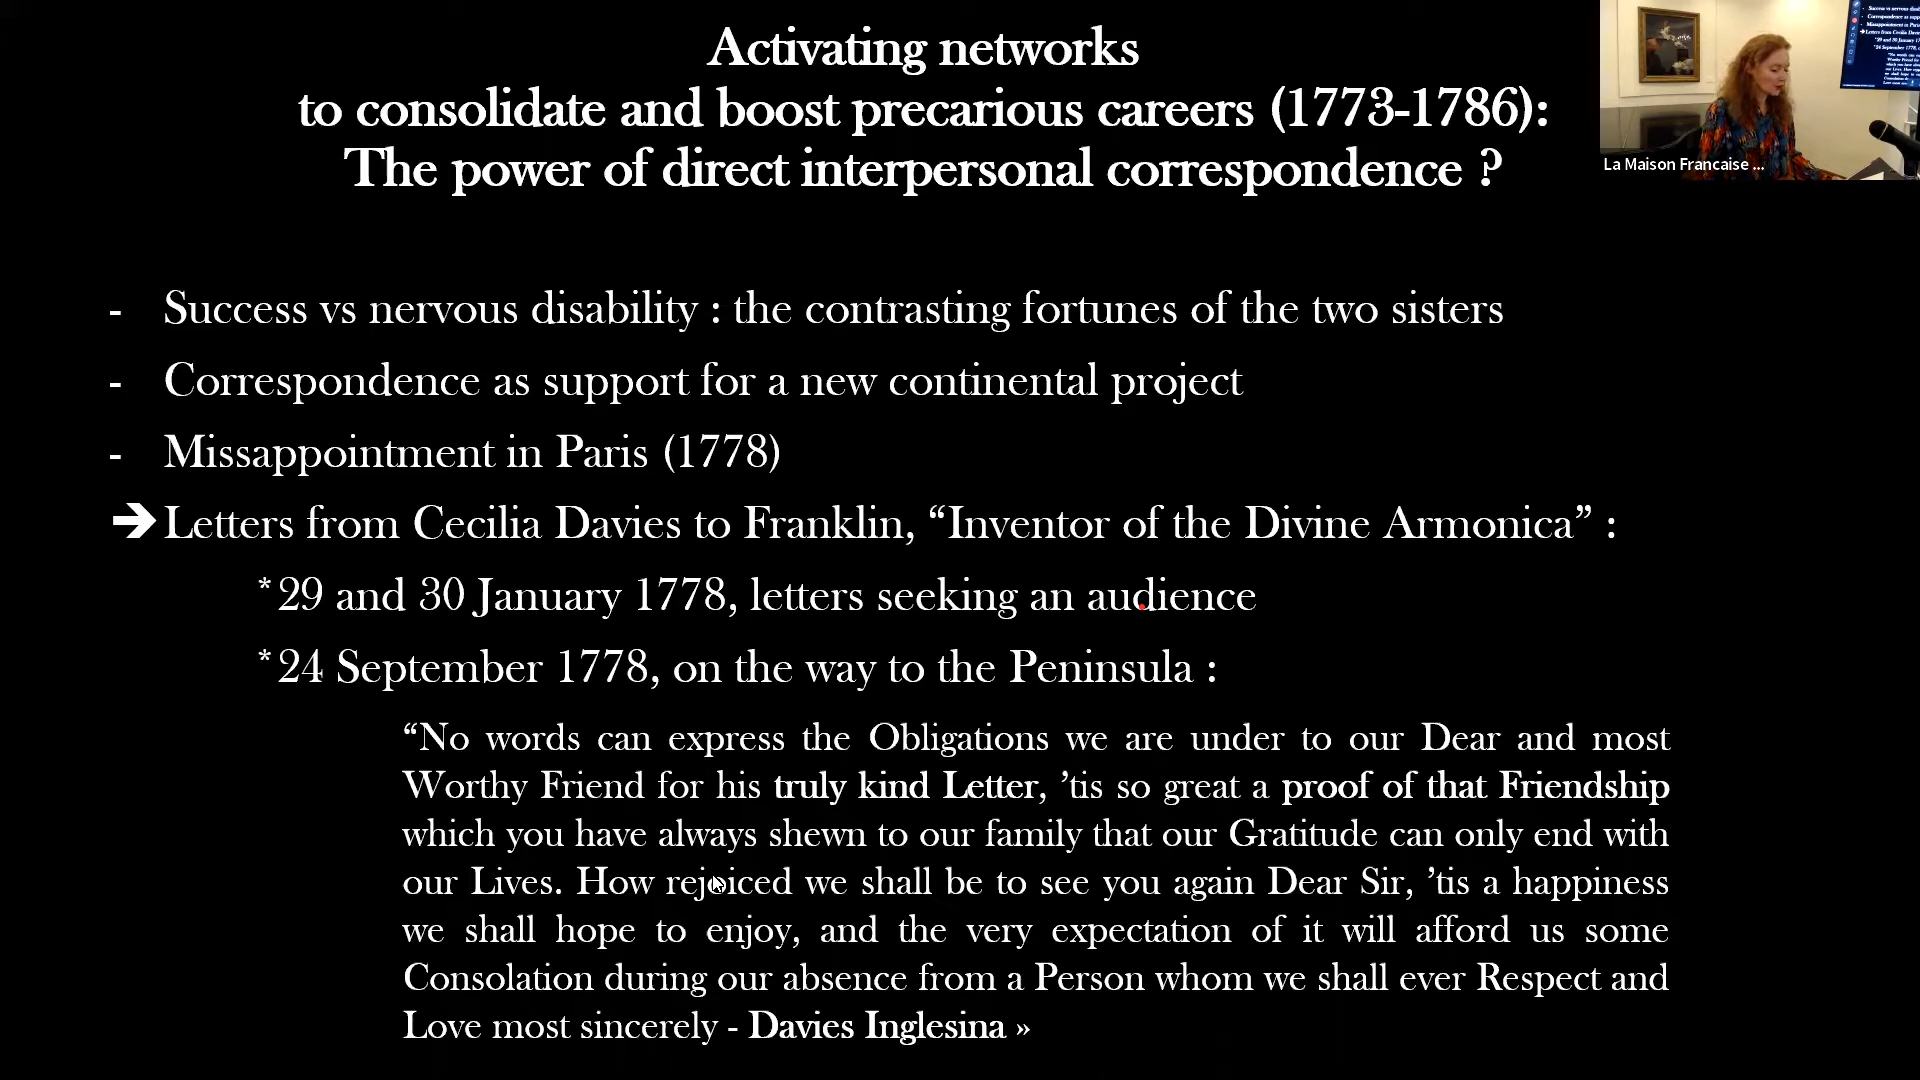 Activating networks
to consolidate and boost precarious careers (1773-1786):
The power of direct interpersonal correspondence ?
La Maison Francaise ...
- Success vs nervous disability : the contrasting fortunes of the two sisters
- Correspondence as support for a new continental project
- Missappointment in Paris (1778)
➔ Letters from Cecilia Davies to Franklin, “Inventor of the Divine Armonica” :
*29 and 30 January 1778, letters seeking an audience
*24 September 1778, on the way to the Peninsula :
“No words can express the Obligations we are under to our Dear and most
Worthy Friend for his truly kind Letter, ’tis so great a proof of that Friendship
which you have always shewn to our family that our Gratitude can only end with
our Lives. How rejoiced we shall be to see you again Dear Sir, ’tis a happiness
we shall hope to enjoy, and the very expectation of it will afford us some
Consolation during our absence from a Person whom we shall ever Respect and
Love most sincerely - Davies Inglesina »